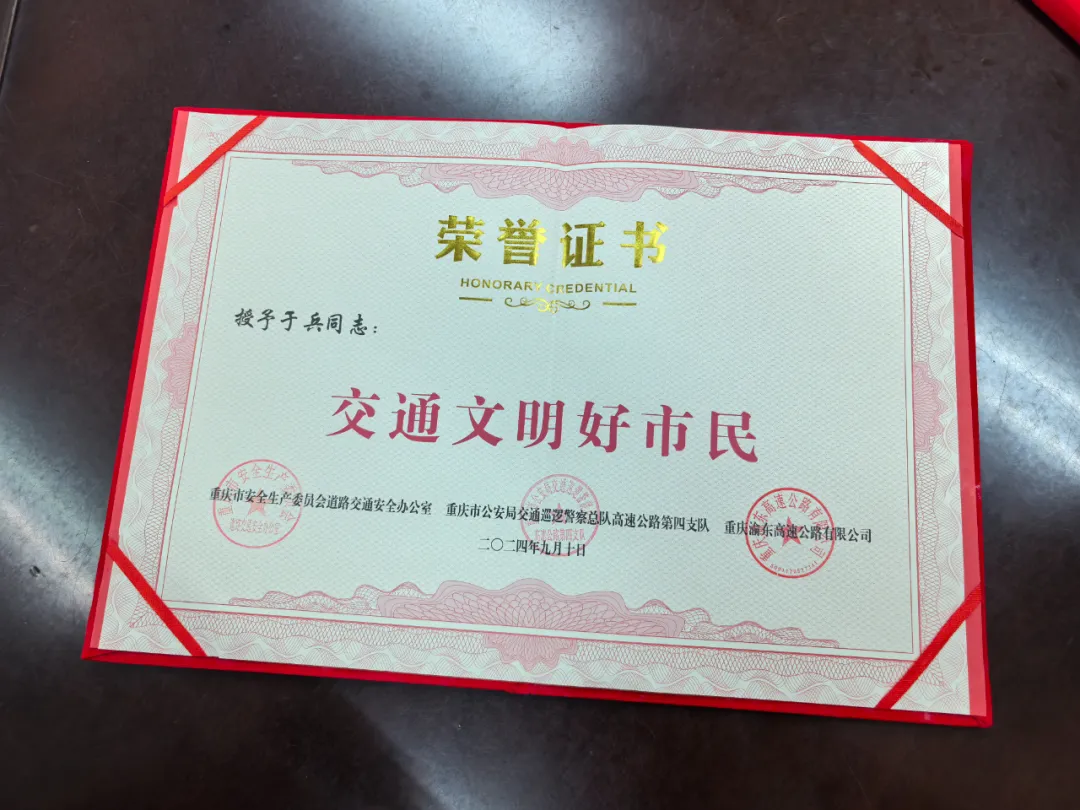 荣誉证书
HONORARY CREDENTIAL
授予于兵同志：
交通文明好市民
重庆市安全生产委员会道路交通安全办公室 重庆市公安局交通巡逻警察总队高速公路第四支队 重庆渝东高速公路有限公司
二〇二四年九月十日